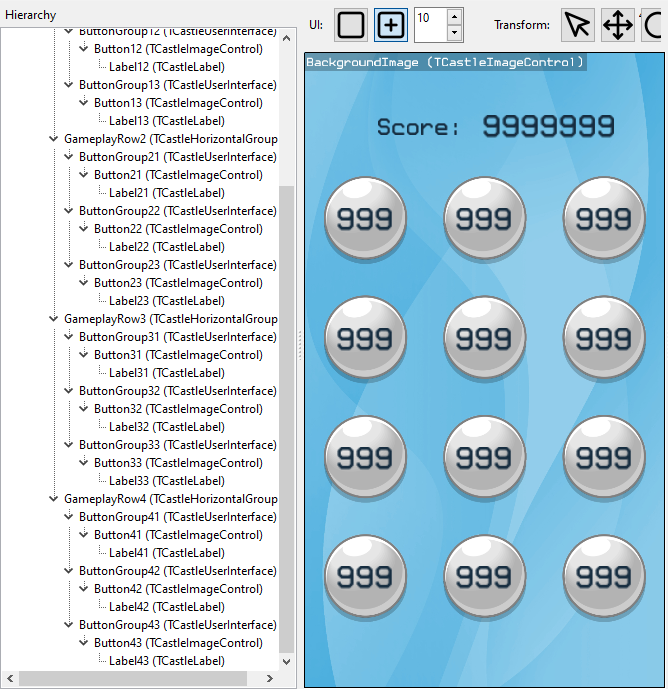 Hierarchy
ButtonGroup12 (TCastleUserInterface)
Button12 (TCastleImageControl)
Label12 (TCastleLabel)
ButtonGroup13 (TCastleUserInterface)
Button13 (TCastleImageControl)
Label13 (TCastleLabel)
GameplayRow2 (TCastleHorizontalGroup
ButtonGroup21 (TCastleUserInterface)
Button21 (TCastleImageControl)
Label21 (TCastleLabel)
ButtonGroup22 (TCastleUserInterface)
Button22 (TCastleImageControl)
Label22 (TCastleLabel)
ButtonGroup23 (TCastleUserInterface)
Button23 (TCastleImageControl)
Label23 (TCastleLabel)
GameplayRow3 (TCastleHorizontalGroup
ButtonGroup31 (TCastleUserInterface)
Button31 (TCastleImageControl)
Label31 (TCastleLabel)
ButtonGroup32 (TCastleUserInterface)
Button32 (TCastleImageControl)
Label32 (TCastleLabel)
ButtonGroup33 (TCastleUserInterface)
Button33 (TCastleImageControl)
Label33 (TCastleLabel)
GameplayRow4 (TCastleHorizontalGroup
ButtonGroup41 (TCastleUserInterface)
Button41 (TCastleImageControl)
Label41 (TCastleLabel)
ButtonGroup42 (TCastleUserInterface)
Button42 (TCastleImageControl)
Label42 (TCastleLabel)
ButtonGroup43 (TCastleUserInterface)
Button43 (TCastleImageControl)
Label43 (TCastleLabel)
UI: 10 Transform:
BackgroundImage (TCastleImageControl)
Score: 9999999
999 999 999
999 999 999
999 999 999
999 999 999